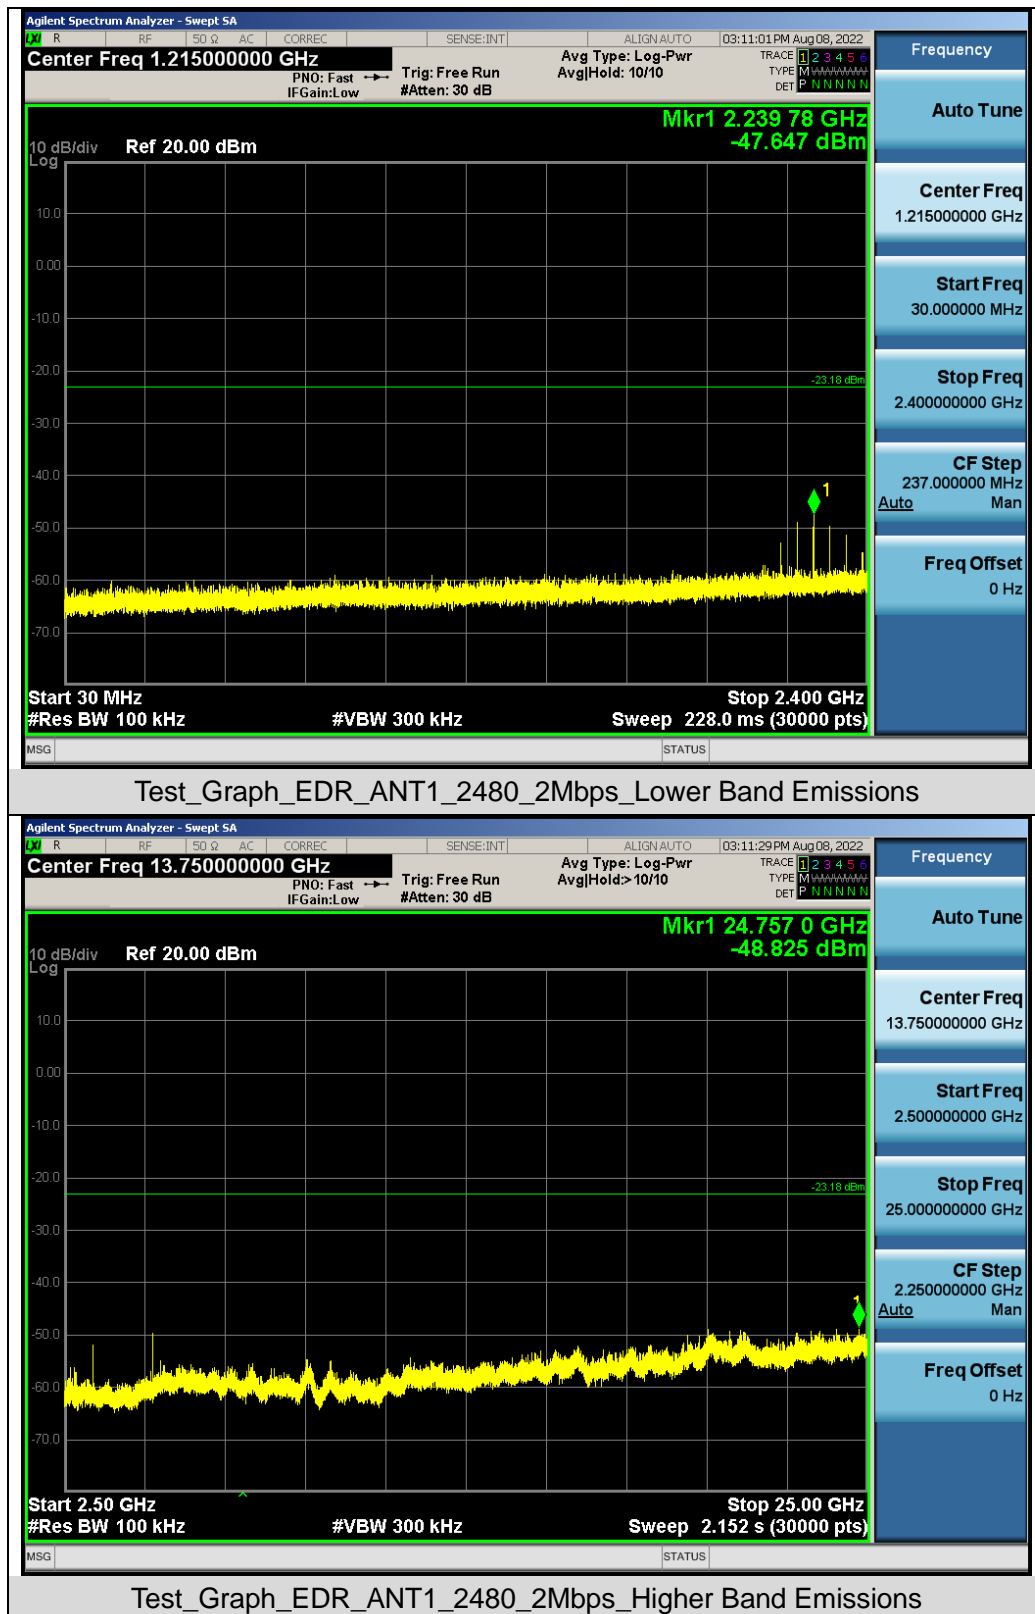 Agilent Spectrum Analyzer - Swept SA
LXI R RF 50 Ω AC CORREC SENSE:INT ALIGN AUTO 03:11:01 PM Aug 08, 2022
Center Freq 1.215000000 GHz
PNO: Fast
IFGain:Low
Trig: Free Run
#Atten: 30 dB
Avg Type: Log-Pwr
Avg|Hold: 10/10
TRACE 1 2 3 4 5 6
TYPE M WWWWW
DET P N N N N N
Mkr1 2.239 78 GHz
-47.647 dBm
10 dB/div Ref 20.00 dBm
Log
10.0
0.00
-10.0
-20.0
-23.18 dBm
-30.0
-40.0
1
-50.0
-60.0
-70.0
Start 30 MHz Stop 2.400 GHz
#Res BW 100 kHz #VBW 300 kHz Sweep 228.0 ms (30000 pts)
MSG STATUS
Frequency
Auto Tune
Center Freq
1.215000000 GHz
Start Freq
30.000000 MHz
Stop Freq
2.400000000 GHz
CF Step
237.000000 MHz
Auto Man
Freq Offset
0 Hz
Test_Graph_EDR_ANT1_2480_2Mbps_Lower Band Emissions
Agilent Spectrum Analyzer - Swept SA
LXI R RF 50 Ω AC CORREC SENSE:INT ALIGN AUTO 03:11:29 PM Aug 08, 2022
Center Freq 13.750000000 GHz
PNO: Fast
IFGain:Low
Trig: Free Run
#Atten: 30 dB
Avg Type: Log-Pwr
Avg|Hold:> 10/10
TRACE 1 2 3 4 5 6
TYPE M WWWWW
DET P N N N N N
Mkr1 24.757 0 GHz
-48.825 dBm
10 dB/div Ref 20.00 dBm
Log
10.0
0.00
-10.0
-20.0
-23.18 dBm
-30.0
-40.0
1
-50.0
-60.0
-70.0
Start 2.50 GHz Stop 25.00 GHz
#Res BW 100 kHz #VBW 300 kHz Sweep 2.152 s (30000 pts)
MSG STATUS
Frequency
Auto Tune
Center Freq
13.750000000 GHz
Start Freq
2.500000000 GHz
Stop Freq
25.000000000 GHz
CF Step
2.250000000 GHz
Auto Man
Freq Offset
0 Hz
Test_Graph_EDR_ANT1_2480_2Mbps_Higher Band Emissions